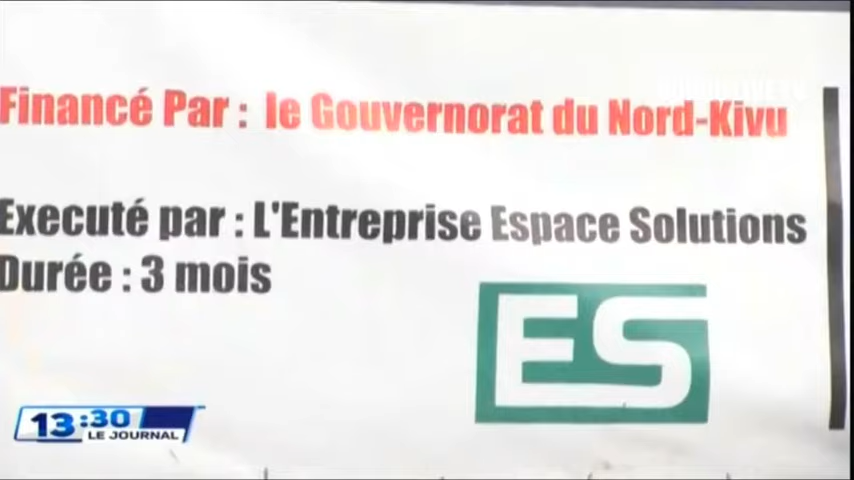 Financé Par : le Gouvernorat du Nord-Kivu
Executé par : L'Entreprise Espace Solutions
Durée : 3 mois
ES
13:30
LE JOURNAL